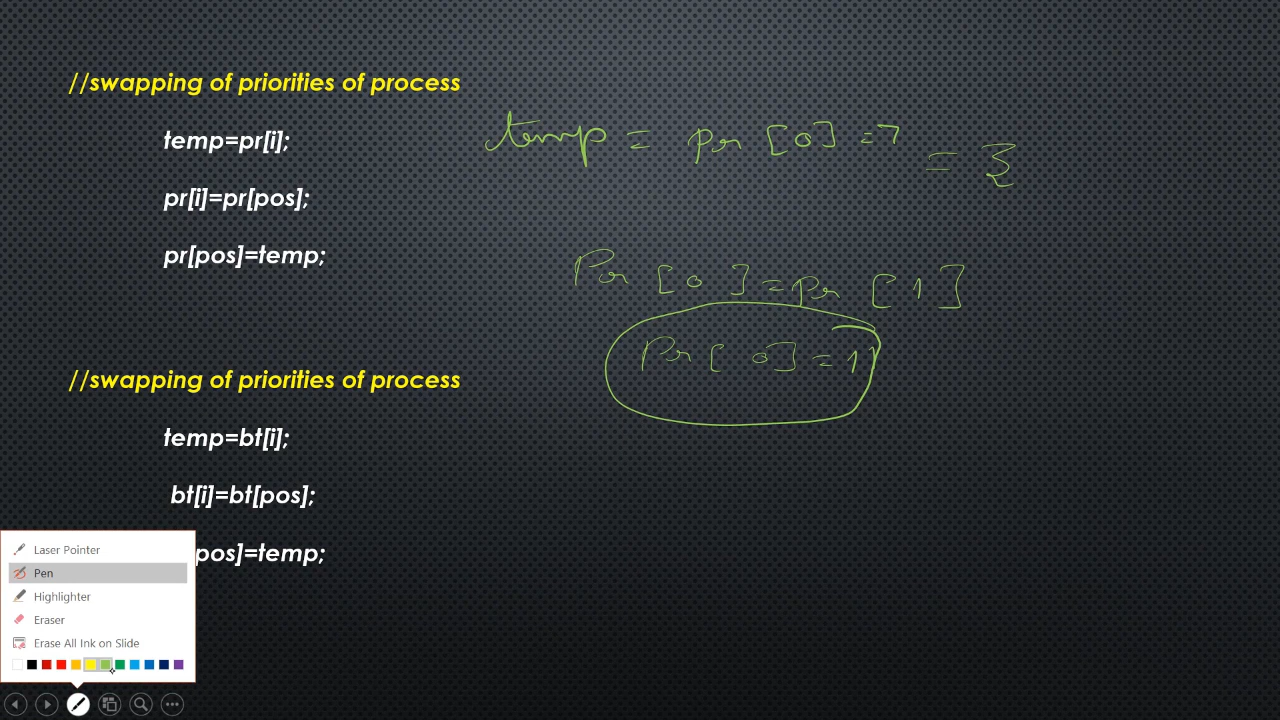 //swapping of priorities of process
temp=pr[i];
temp = pr [0] =7
= 3
pr[i]=pr[pos];
pr[pos]=temp;
Pr [0] = pr [1]
Pr [0] = 1
//swapping of priorities of process
temp=bt[i];
bt[i]=bt[pos];
pos]=temp;
Laser Pointer
Pen
Highlighter
Eraser
Erase All Ink on Slide